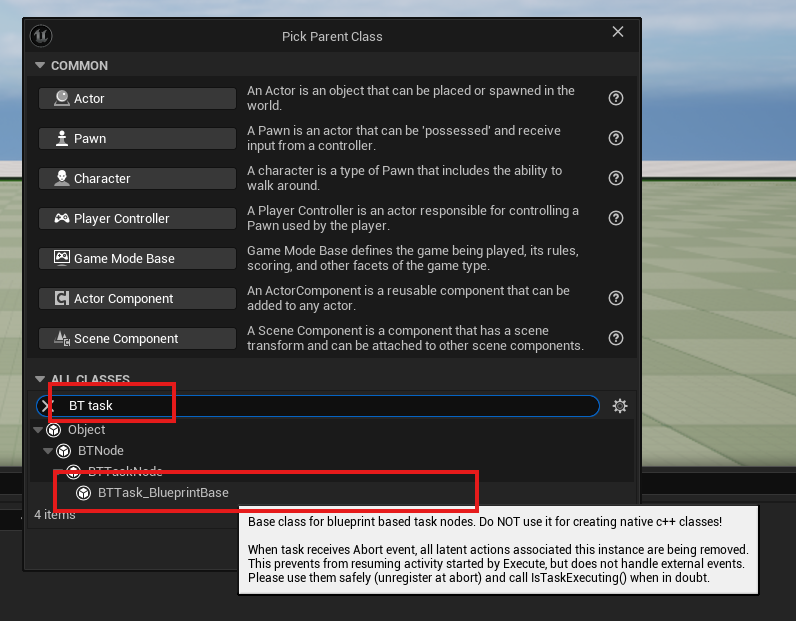 Pick Parent Class
COMMON
Actor
An Actor is an object that can be placed or spawned in the
world.
Pawn
A Pawn is an actor that can be 'possessed' and receive
input from a controller.
Character
A character is a type of Pawn that includes the ability to
walk around.
Player Controller
A Player Controller is an actor responsible for controlling a
Pawn used by the player.
Game Mode Base
Game Mode Base defines the game being played, its rules,
scoring, and other facets of the game type.
Actor Component
An ActorComponent is a reusable component that can be
added to any actor.
Scene Component
A Scene Component is a component that has a scene
transform and can be attached to other scene components.
ALL CLASSES
BT task
Object
BTNode
BTTaskNode
BTTask_BlueprintBase
4 items
Base class for blueprint based task nodes. Do NOT use it for creating native c++ classes!
When task receives Abort event, all latent actions associated this instance are being removed.
This prevents from resuming activity started by Execute, but does not handle external events.
Please use them safely (unregister at abort) and call IsTaskExecuting() when in doubt.